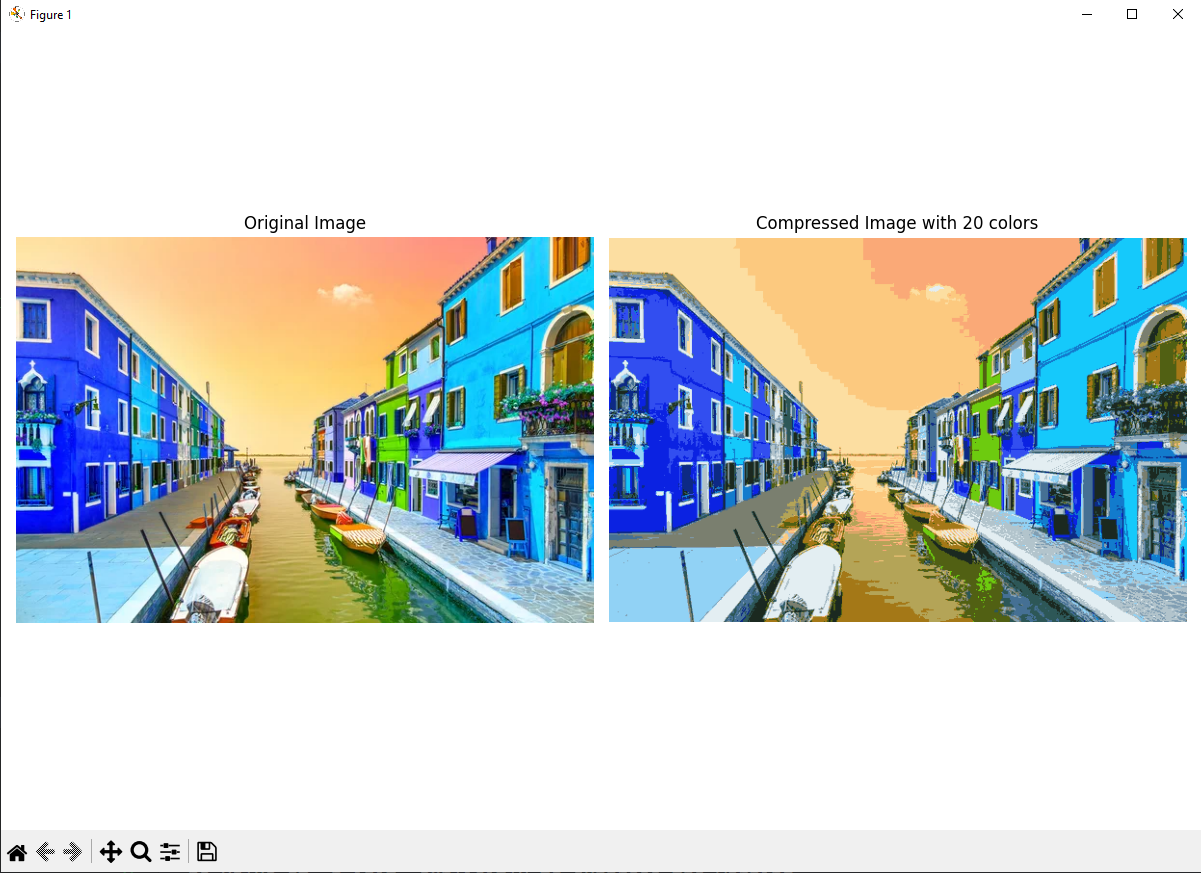 Figure 1
Original Image
Compressed Image with 20 colors